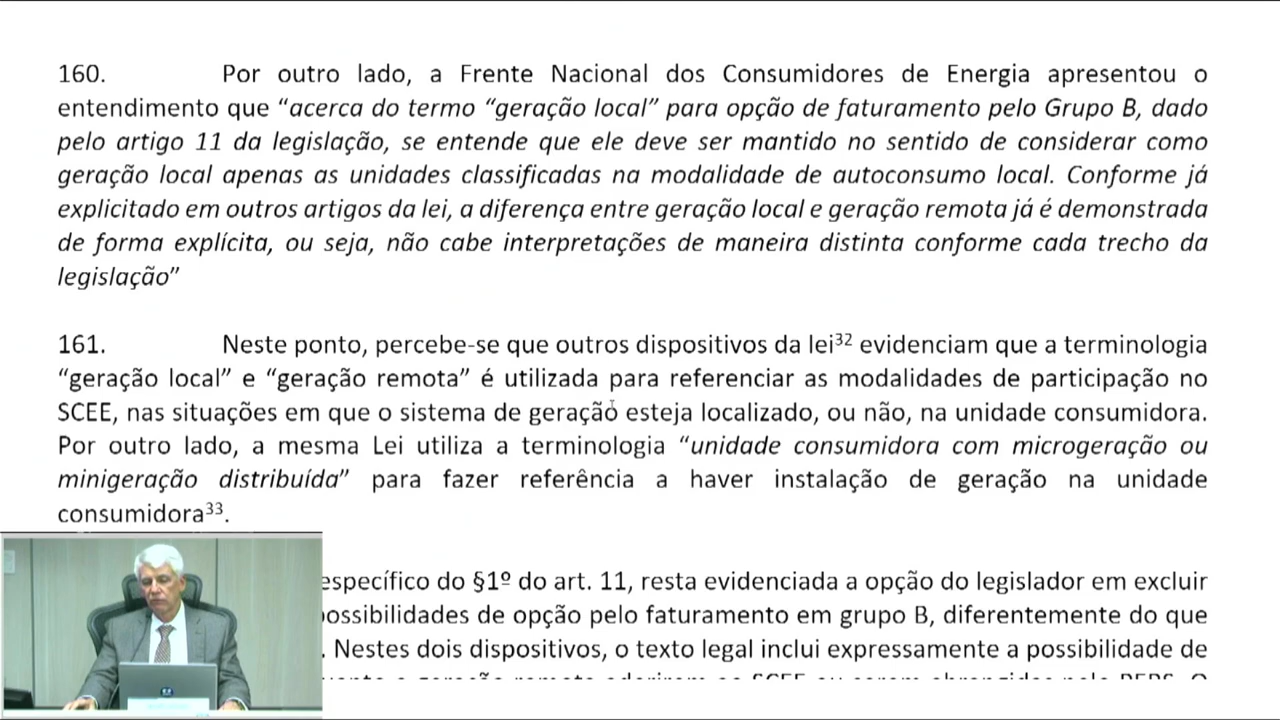 160. Por outro lado, a Frente Nacional dos Consumidores de Energia apresentou o
entendimento que “acerca do termo “geração local” para opção de faturamento pelo Grupo B, dado
pelo artigo 11 da legislação, se entende que ele deve ser mantido no sentido de considerar como
geração local apenas as unidades classificadas na modalidade de autoconsumo local. Conforme já
explicitado em outros artigos da lei, a diferença entre geração local e geração remota já é demonstrada
de forma explícita, ou seja, não cabe interpretações de maneira distinta conforme cada trecho da
legislação”
161. Neste ponto, percebe-se que outros dispositivos da lei³² evidenciam que a terminologia
“geração local” e “geração remota” é utilizada para referenciar as modalidades de participação no
SCEE, nas situações em que o sistema de geração esteja localizado, ou não, na unidade consumidora.
Por outro lado, a mesma Lei utiliza a terminologia “unidade consumidora com microgeração ou
minigeração distribuída” para fazer referência a haver instalação de geração na unidade
consumidora³³.
específico do §1º do art. 11, resta evidenciada a opção do legislador em excluir
possibilidades de opção pelo faturamento em grupo B, diferentemente do que
. Nestes dois dispositivos, o texto legal inclui expressamente a possibilidade de